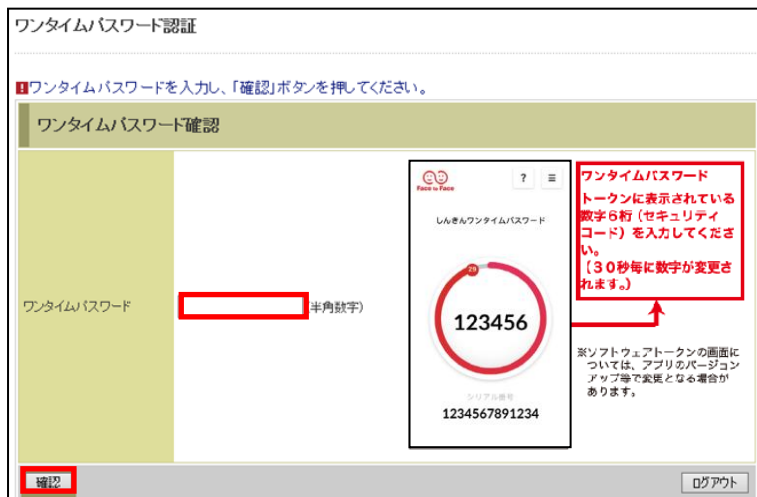 ワンタイムパスワード認証
!ワンタイムパスワードを入力し、「確認」ボタンを押してください。
ワンタイムパスワード確認
ワンタイムパスワード
(半角数字)
Face to Face
?
≡
しんきんワンタイムパスワード
29
123456
シリアル番号
1234567891234
ワンタイムパスワード
トークンに表示されている
数字6桁(セキュリティ
コード)を入力してくださ
い。
(30秒毎に数字が変更さ
れます。)
※ソフトウェアトークンの画面に
ついては、アプリのバージョン
アップ等で変更となる場合が
あります。
確認
ログアウト